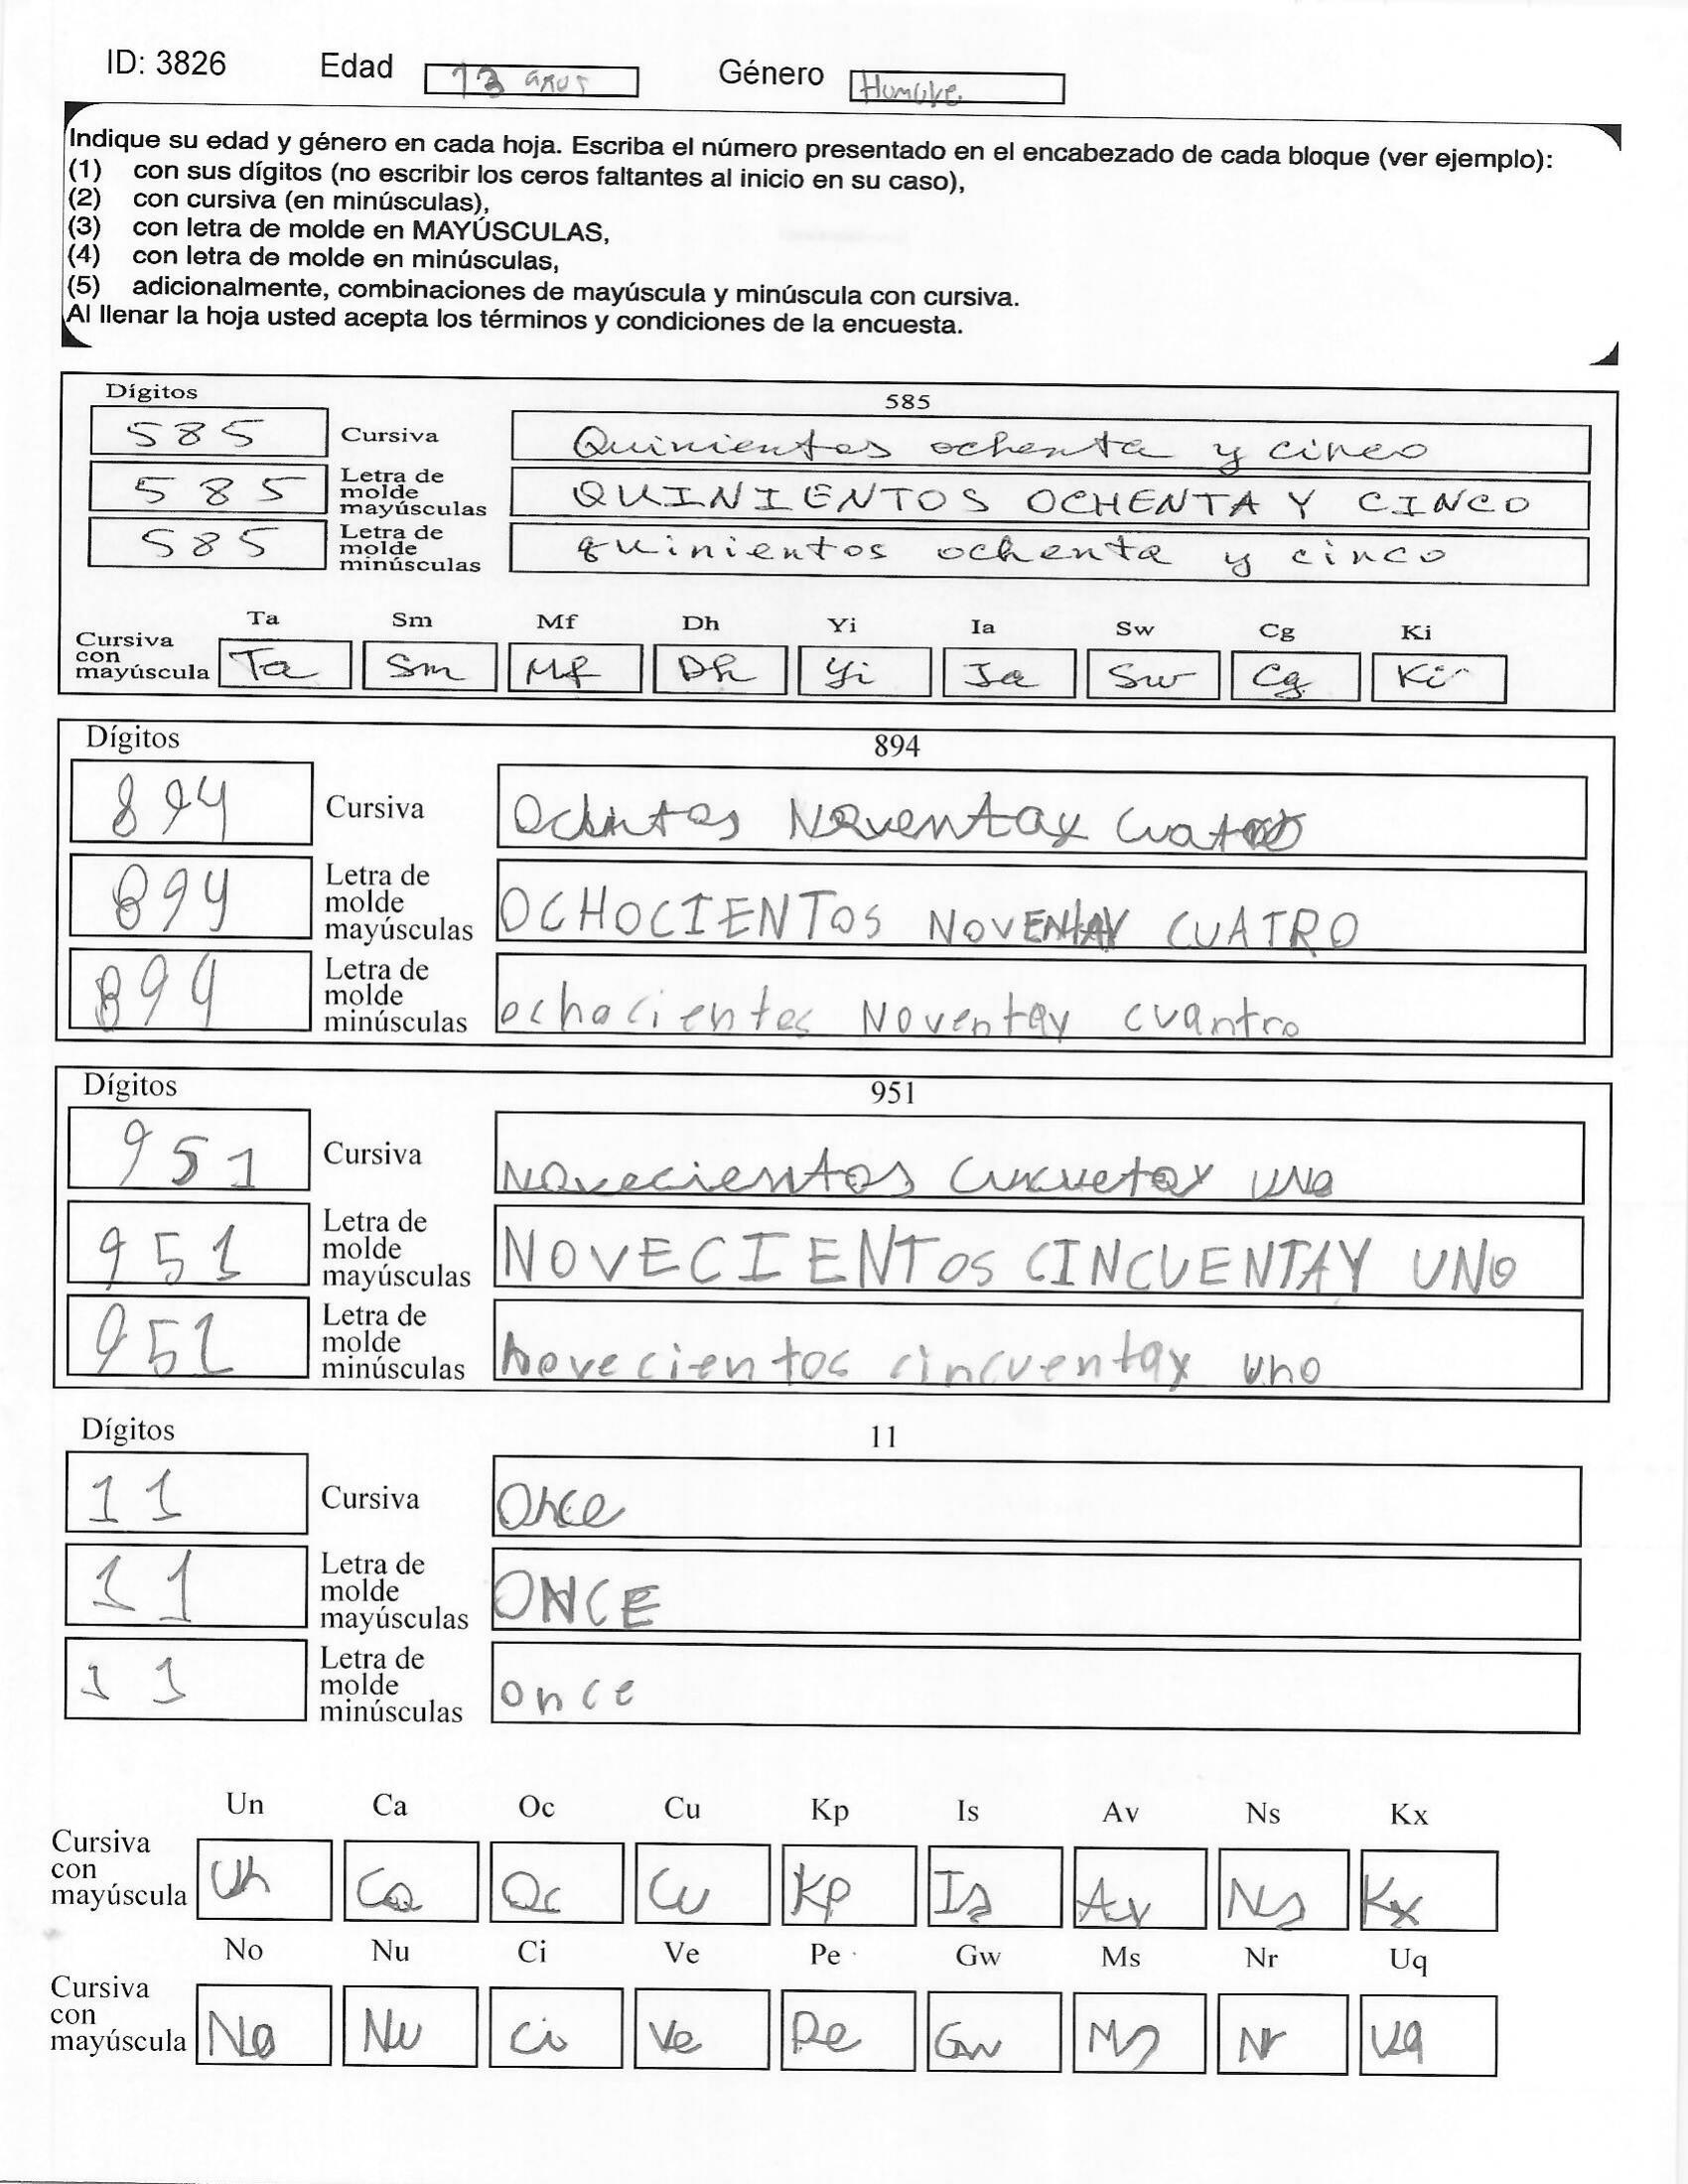 ID: 3826 Edad 13 años Género Hombre
Indique su edad y género en cada hoja. Escriba el número presentado en el encabezado de cada bloque (ver ejemplo):
(1) con sus dígitos (no escribir los ceros faltantes al inicio en su caso),
(2) con cursiva (en minúsculas),
(3) con letra de molde en MAYÚSCULAS,
(4) con letra de molde en minúsculas,
(5) adicionalmente, combinaciones de mayúscula y minúscula con cursiva.
Al llenar la hoja usted acepta los términos y condiciones de la encuesta.
Dígitos 585
585 Cursiva Quinientos ochenta y cinco
585 Letra de molde mayúsculas QUINIENTOS OCHENTA Y CINCO
585 Letra de molde minúsculas quinientos ochenta y cinco
Ta Sm Mf Dh Yi Ia Sw Cg Ki
Cursiva con mayúscula Ta Sm Mf Dh Yi Ia Sw Cg Ki
Dígitos 894
894 Cursiva Ochntos Noventay Cuatro
894 Letra de molde mayúsculas OCHOCIENTOS NOVENTAY CUATRO
894 Letra de molde minúsculas ochocientos Noventay cvantro
Dígitos 951
951 Cursiva Novecientos uno
951 Letra de molde mayúsculas NOVECIENTOS CINCUENTAY UNO
951 Letra de molde minúsculas novecientos cincuentay uno
Dígitos 11
11 Cursiva Once
11 Letra de molde mayúsculas ONCE
11 Letra de molde minúsculas once
Un Ca Oc Cu Kp Is Av Ns Kx
Cursiva con mayúscula Un Ca Oc Cu Kp Is Av Ns Kx
No Nu Ci Ve Pe Gw Ms Nr Uq
Cursiva con mayúscula No Nu Ci Ve Pe Gw Ms Nr Uq